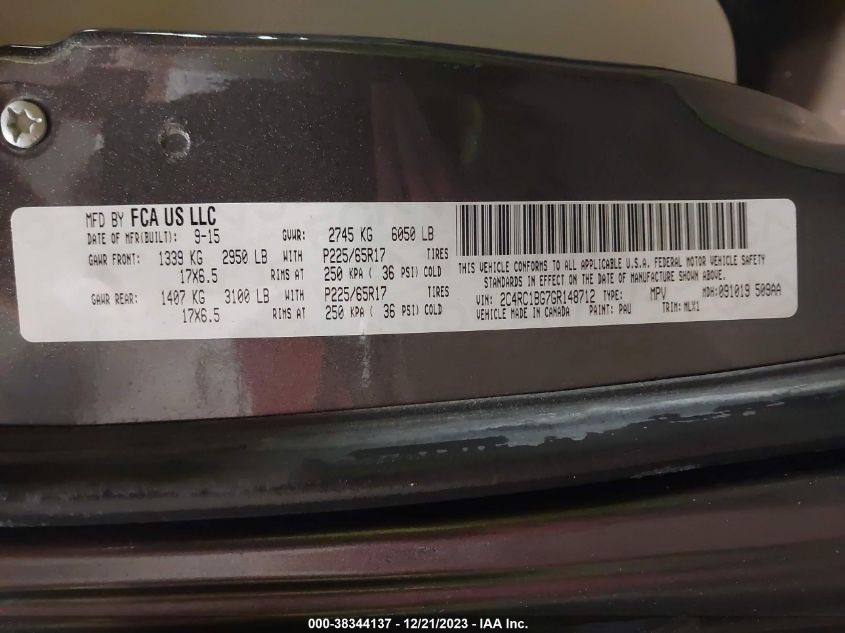 MFD BY FCA US LLC
DATE OF MFR(BUILT): 9-15 GVWR: 2745 KG 6050 LB
GAWR FRONT: 1339 KG 2950 LB WITH P225/65R17 TIRES
17X6.5 RIMS AT 250 KPA ( 36 PSI) COLD
GAWR REAR: 1407 KG 3100 LB WITH P225/65R17 TIRES
17X6.5 RIMS AT 250 KPA ( 36 PSI) COLD
THIS VEHICLE CONFORMS TO ALL APPLICABLE U.S.A. FEDERAL MOTOR VEHICLE SAFETY
STANDARDS IN EFFECT ON THE DATE OF MANUFACTURE SHOWN ABOVE.
VIN: 2C4RC1BG7GR148712 TYPE: MPV MDH: 091019 509AA
VEHICLE MADE IN CANADA PAINT: PAU TRIM: MLX1
000-38344137 - 12/21/2023 - IAA Inc.